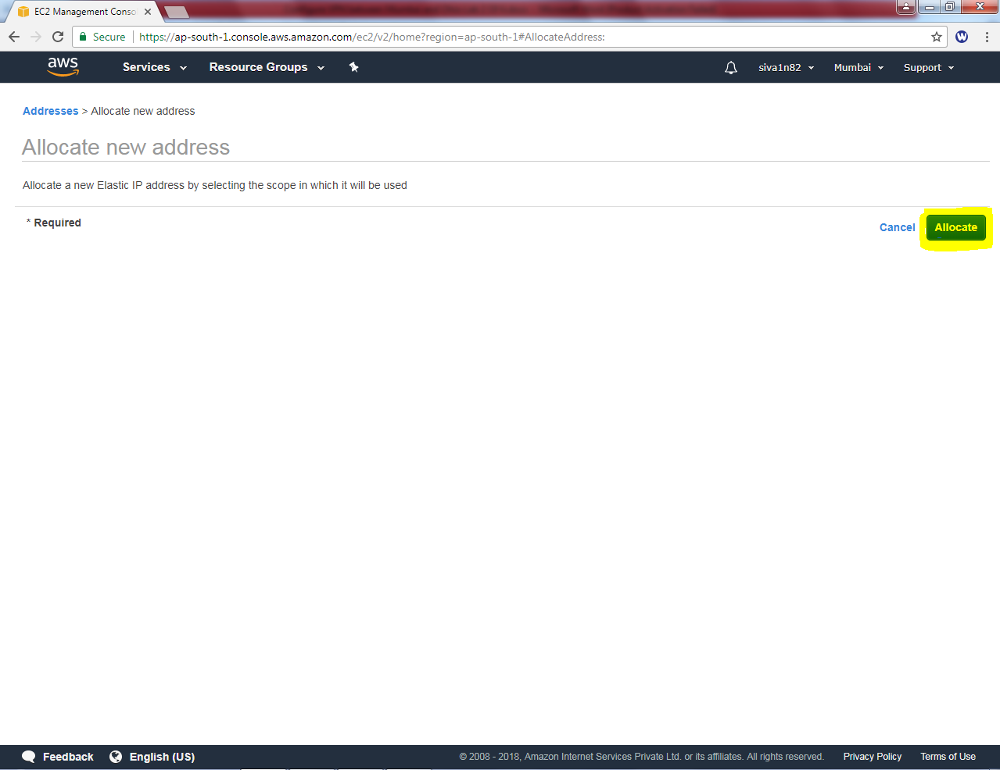 EC2 Management Conso
Secure https://ap-south-1.console.aws.amazon.com/ec2/v2/home?region=ap-south-1#AllocateAddress:
W
aws Services Resource Groups siva1n82 Mumbai Support
Addresses > Allocate new address
Allocate new address
Allocate a new Elastic IP address by selecting the scope in which it will be used
* Required
Cancel Allocate
Feedback English (US) © 2008 - 2018, Amazon Internet Services Private Ltd. or its affiliates. All rights reserved. Privacy Policy Terms of Use